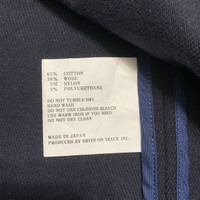 61% COTTON
30% WOOL
7% NYLON
2% POLYURETHANE
DO NOT TUMBLE DRY
HAND WASH
DO NOT USE CHLORINE BLEACH
USE WARM IRON IF YOU NEED
DO NOT DRY CLEAN
MADE IN JAPAN
PRODUCED BY DRIVE ON TRACK INC.